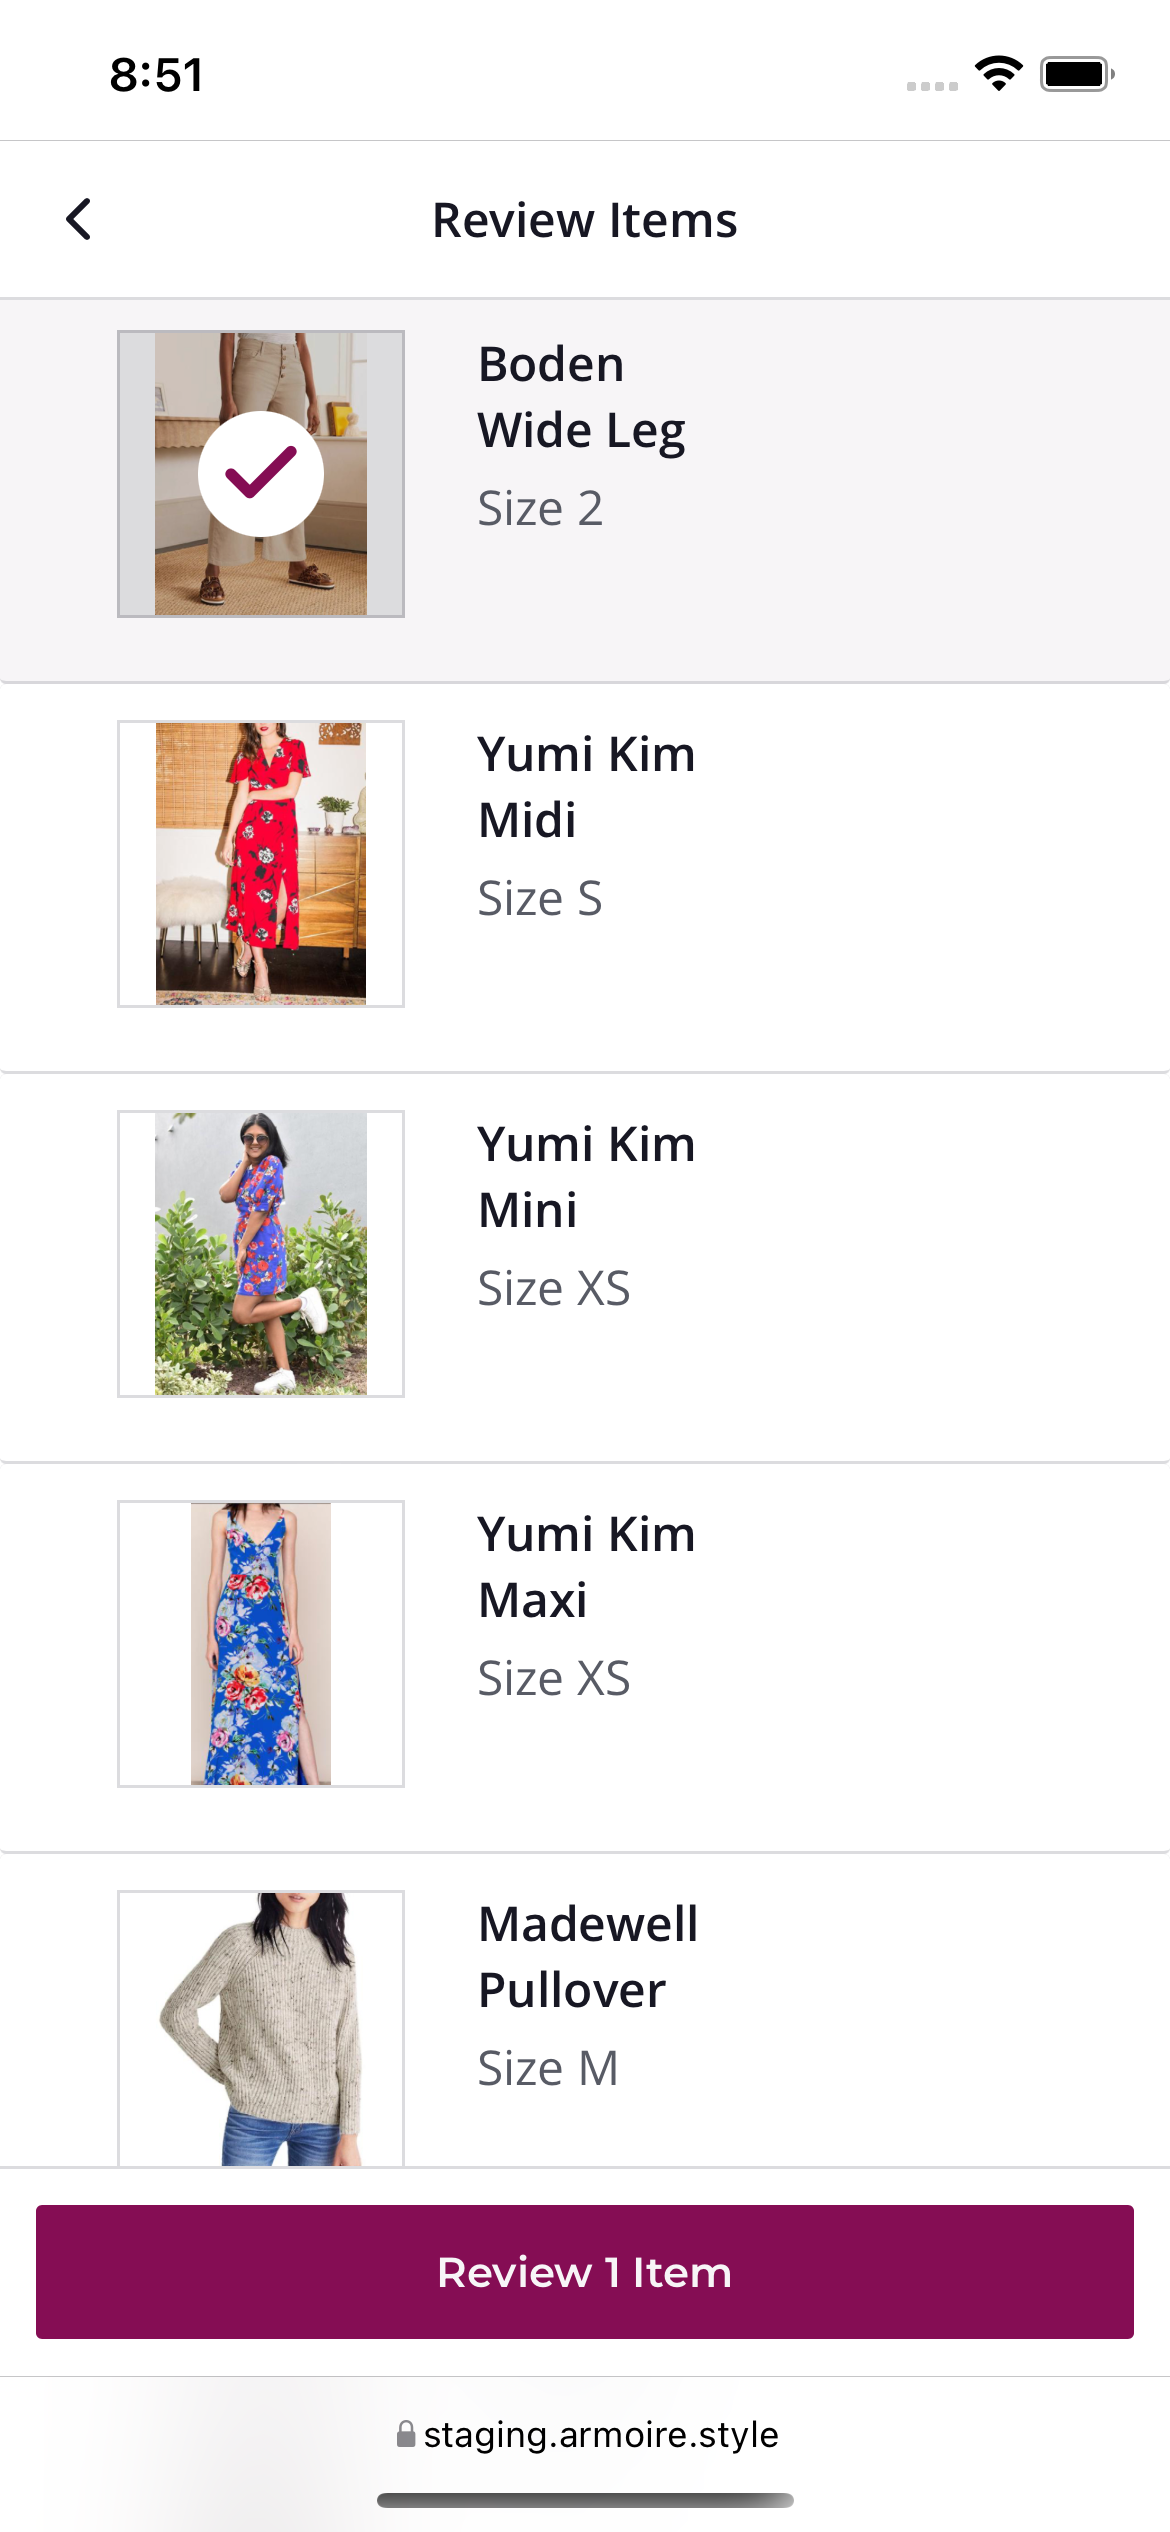 8:51
Review Items
Boden
Wide Leg
Size 2
Yumi Kim
Midi
Size S
Yumi Kim
Mini
Size XS
Yumi Kim
Maxi
Size XS
Madewell
Pullover
Size M
Review 1 Item
staging.armoire.style